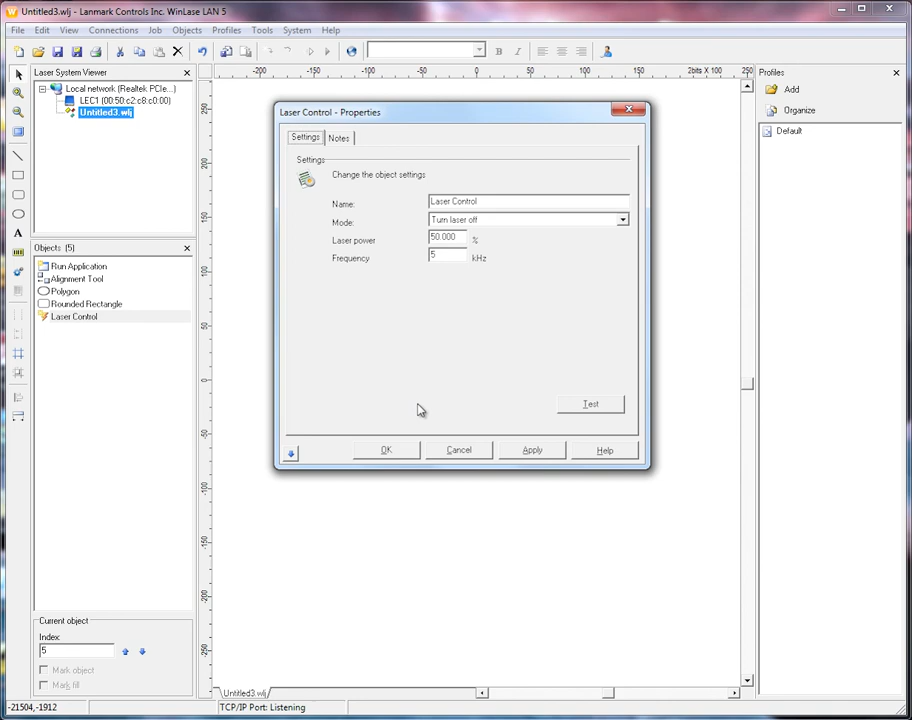 Untitled3.wlj - Lanmark Controls Inc. WinLase LAN 5
File Edit View Connections Job Objects Profiles Tools System Help
Laser System Viewer
Local network (Realtek PCIe...)
LEC1 (00:50:c2:c8:c0:00)
Untitled3.wlj
Objects (5)
Run Application
Alignment Tool
Polygon
Rounded Rectangle
Laser Control
Current object
Index:
5
Mark object
Mark fill
-200 -150 -100 -50 0 50 100 150 2bits X 100 250
250
200
150
100
50
0
-50
-100
-150
-200
-250
Laser Control - Properties
Settings Notes
Settings
Change the object settings
Name: Laser Control
Mode: Turn laser off
Laser power 50.000 %
Frequency 5 kHz
Test
OK Cancel Apply Help
Profiles
Add
Organize
Default
Untitled3.wlj
-21504,-1912
TCP/IP Port: Listening